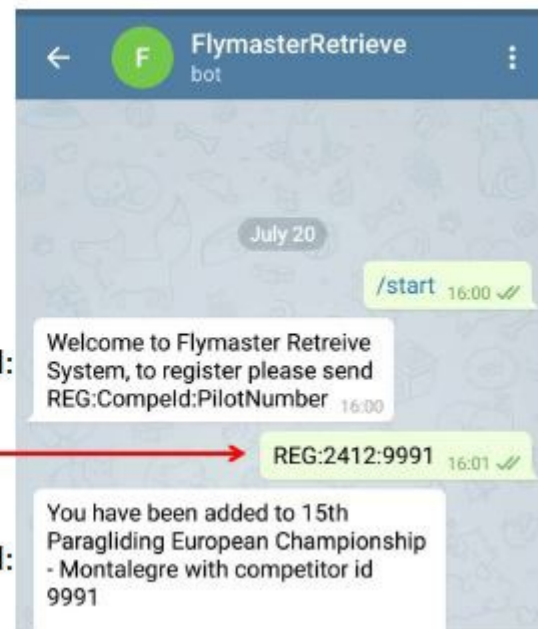 FlymasterRetrieve
F
bot
July 20
/start 16:00
Welcome to Flymaster Retreive
System, to register please send
REG:CompeId:PilotNumber 16:00
REG:2412:9991 16:01
You have been added to 15th
Paragliding European Championship
- Montalegre with competitor id
9991